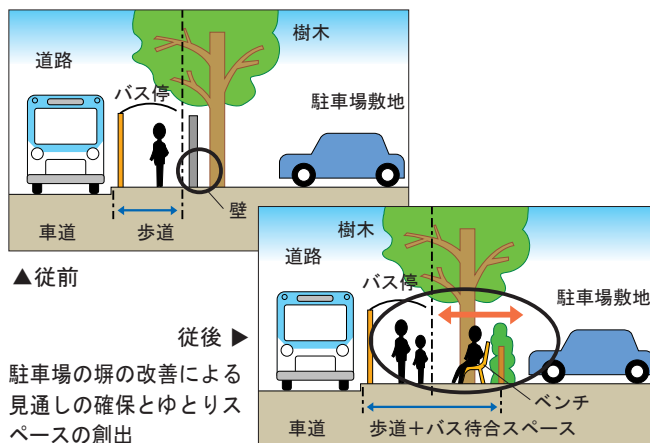 樹木
道路
バス停
駐車場敷地
壁
車道
歩道
▲従前
樹木
道路
バス停
駐車場敷地
従後 ▶
ベンチ
車道
歩道+バス待合スペース
駐車場の塀の改善による
見通しの確保とゆとりス
ペースの創出